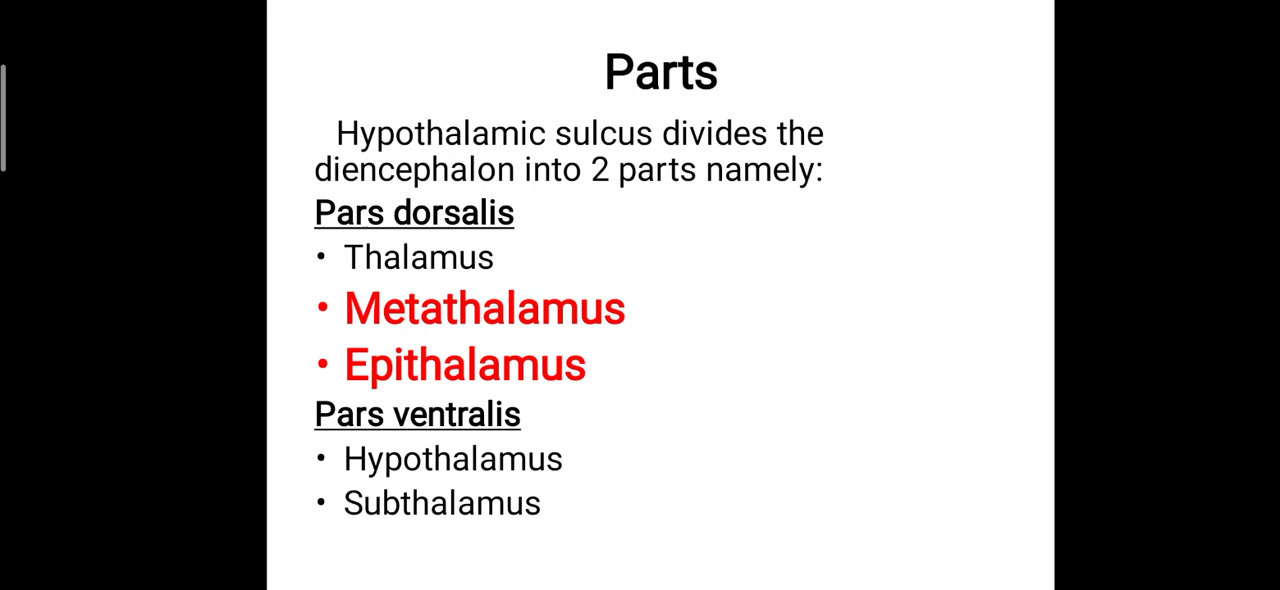 Parts
Hypothalamic sulcus divides the
diencephalon into 2 parts namely:
Pars dorsalis
• Thalamus
• Metathalamus
• Epithalamus
Pars ventralis
• Hypothalamus
• Subthalamus